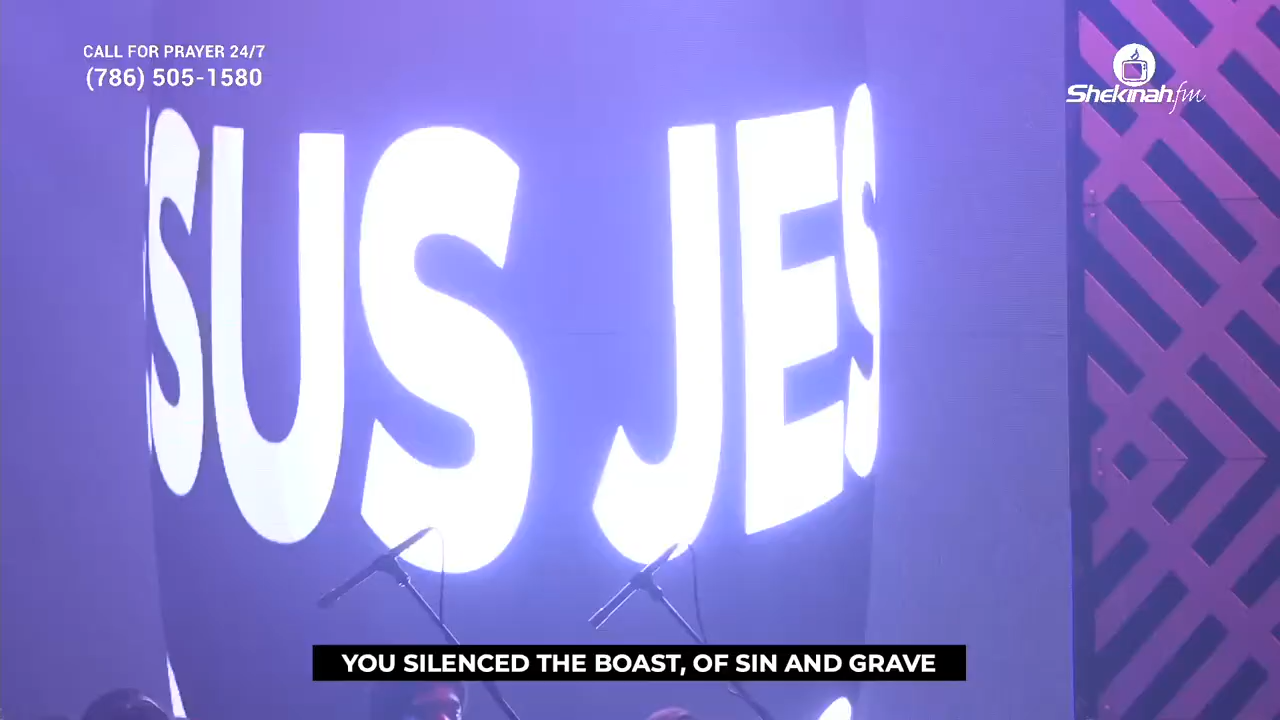 CALL FOR PRAYER 24/7
(786) 505-1580
Shekinah.fm
SUS JES
YOU SILENCED THE BOAST, OF SIN AND GRAVE